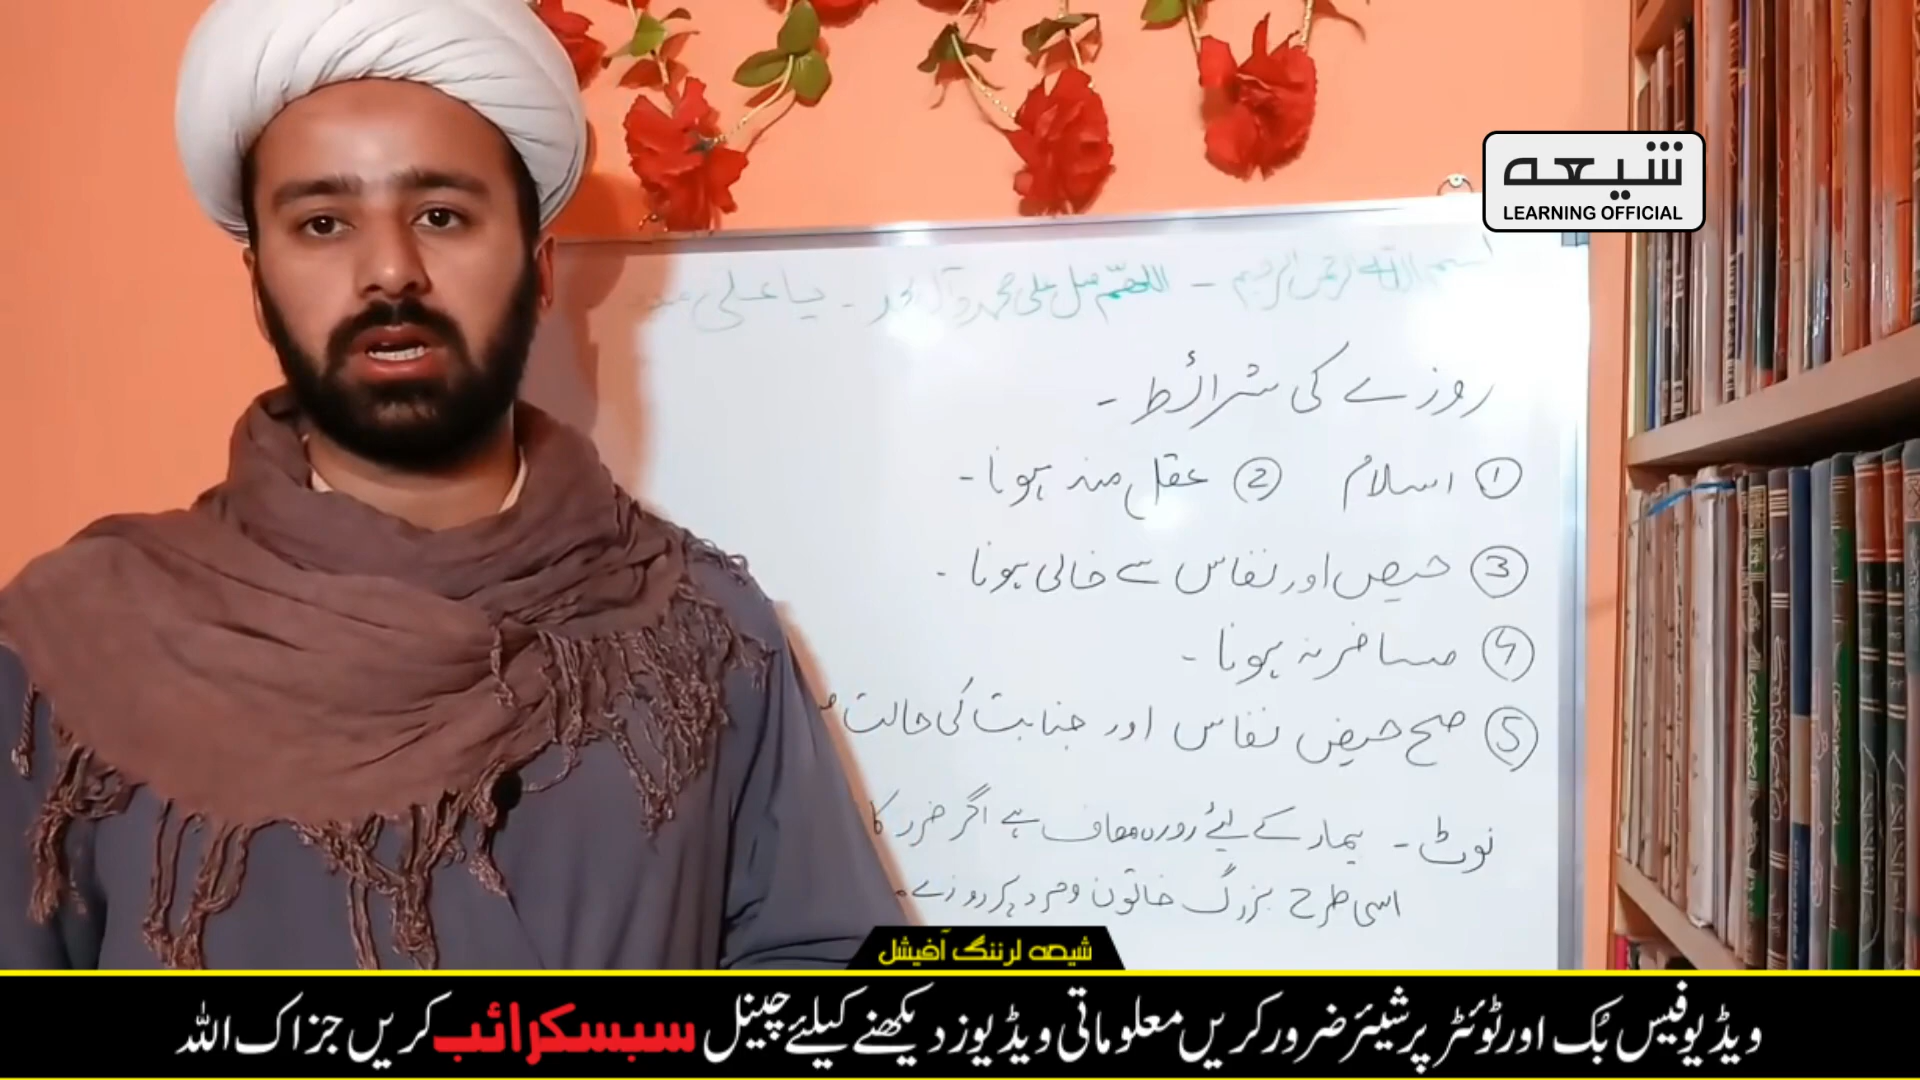 شیعہ
LEARNING OFFICIAL
بسم اللہ الرحمن الرحیم - اللھمّ صل علی محمد وآل محمد - یا علی مدد
روزے کی شرائط -
① اسلام ② عقل مند ہونا -
③ حیض اور نفاس سے خالی ہونا -
④ مسافر نہ ہونا -
⑤ صبح حیض نفاس اور جنابت کی حالت
نوٹ - بیمار کے لئے روزہ معاف ہے اگر ضرر کا
اسی طرح بزرگ خاتون و مرد پر روزے
شیعہ لرننگ آفیشل
ویڈیو فیس بُک اور ٹوئٹر پر شیئر ضرور کریں معلوماتی ویڈیوز دیکھنے کیلئے چینل سبسکرائب کریں جزاک اللہ